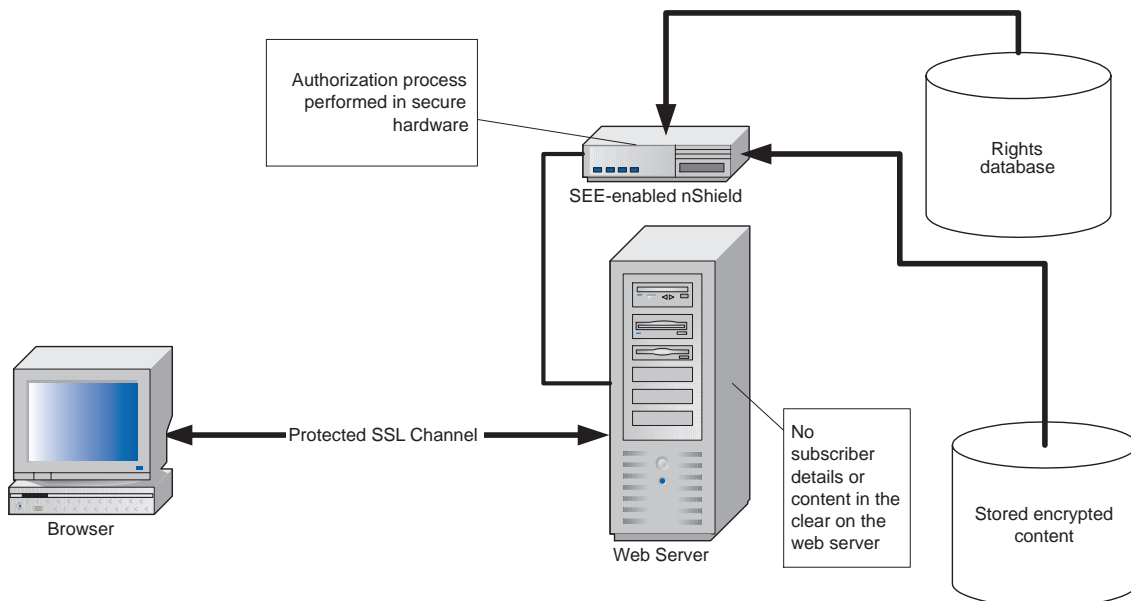 Authorization process
performed in secure
hardware
Rights
database
SEE-enabled nShield
Protected SSL Channel
No
subscriber
details or
content in the
clear on the
web server
Stored encrypted
content
Browser
Web Server